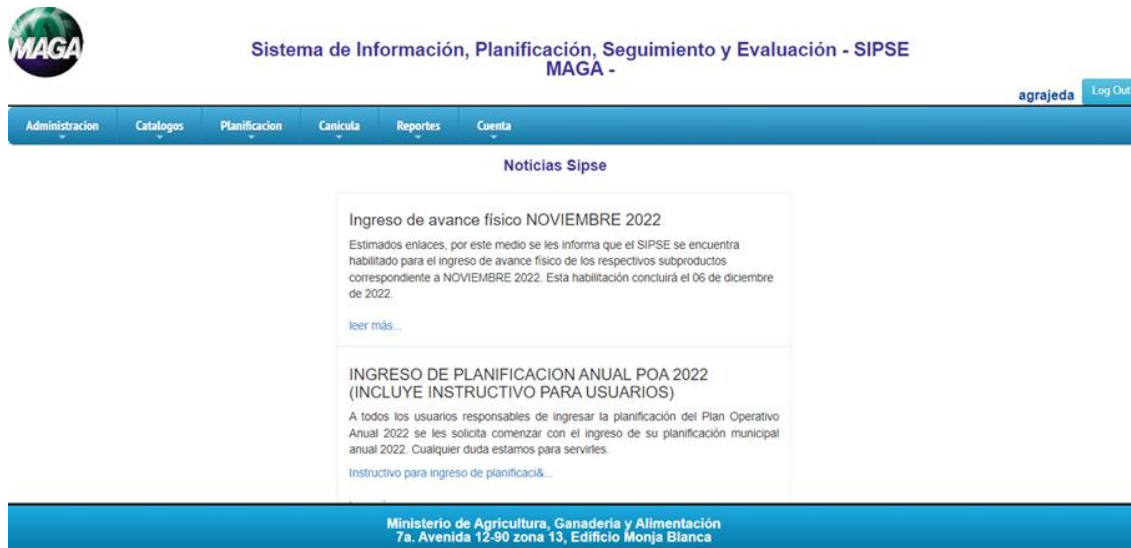 MAGA
Sistema de Información, Planificación, Seguimiento y Evaluación - SIPSE
MAGA -
agrajeda
Log Out
Administracion
Catalogos
Planificacion
Canicula
Reportes
Cuenta
Noticias Sipse
Ingreso de avance físico NOVIEMBRE 2022
Estimados enlaces, por este medio se les informa que el SIPSE se encuentra
habilitado para el ingreso de avance físico de los respectivos subproductos
correspondiente a NOVIEMBRE 2022. Esta habilitación concluirá el 06 de diciembre
de 2022.
leer más...
INGRESO DE PLANIFICACION ANUAL POA 2022
(INCLUYE INSTRUCTIVO PARA USUARIOS)
A todos los usuarios responsables de ingresar la planificación del Plan Operativo
Anual 2022 se les solicita comenzar con el ingreso de su planificación municipal
anual 2022. Cualquier duda estamos para servirles.
Instructivo para ingreso de planificaci&...
Ministerio de Agricultura, Ganaderia y Alimentación
7a. Avenida 12-90 zona 13, Edificio Monja Blanca